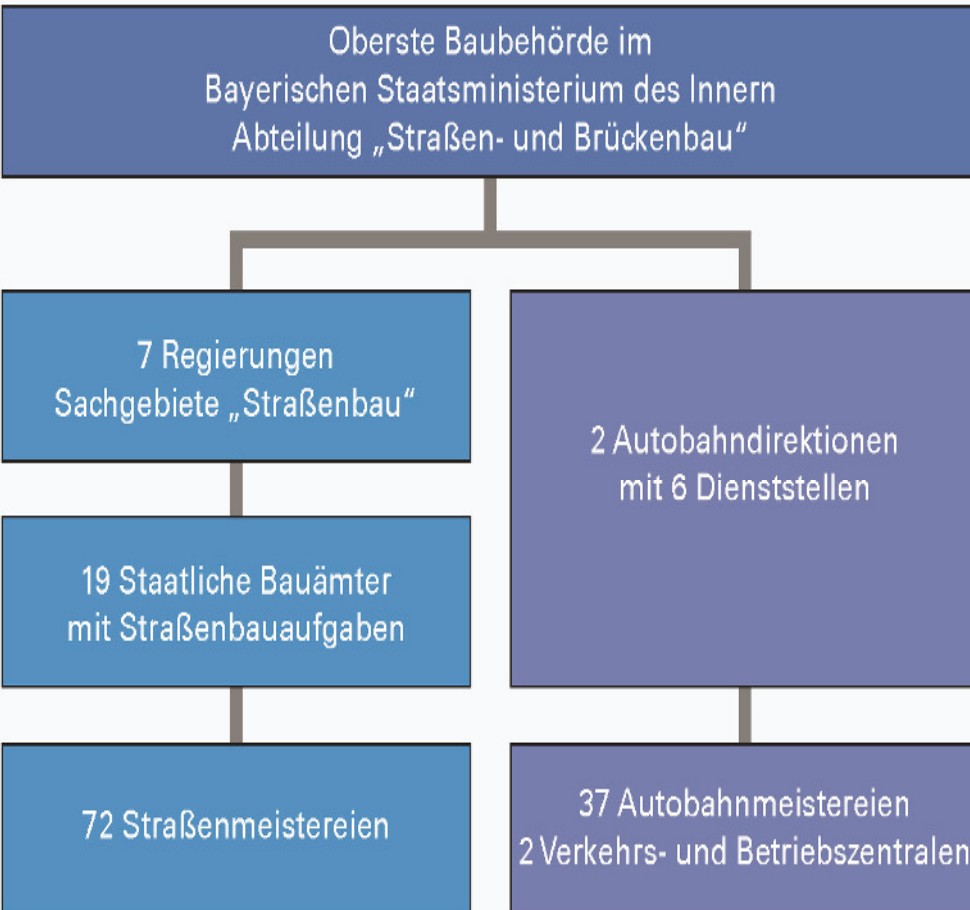 Oberste Baubehörde im
Bayerischen Staatsministerium des Innern
Abteilung „Straßen- und Brückenbau“
7 Regierungen
Sachgebiete „Straßenbau“
19 Staatliche Bauämter
mit Straßenbauaufgaben
72 Straßenmeistereien
2 Autobahndirektionen
mit 6 Dienststellen
37 Autobahnmeistereien
2 Verkehrs- und Betriebszentralen